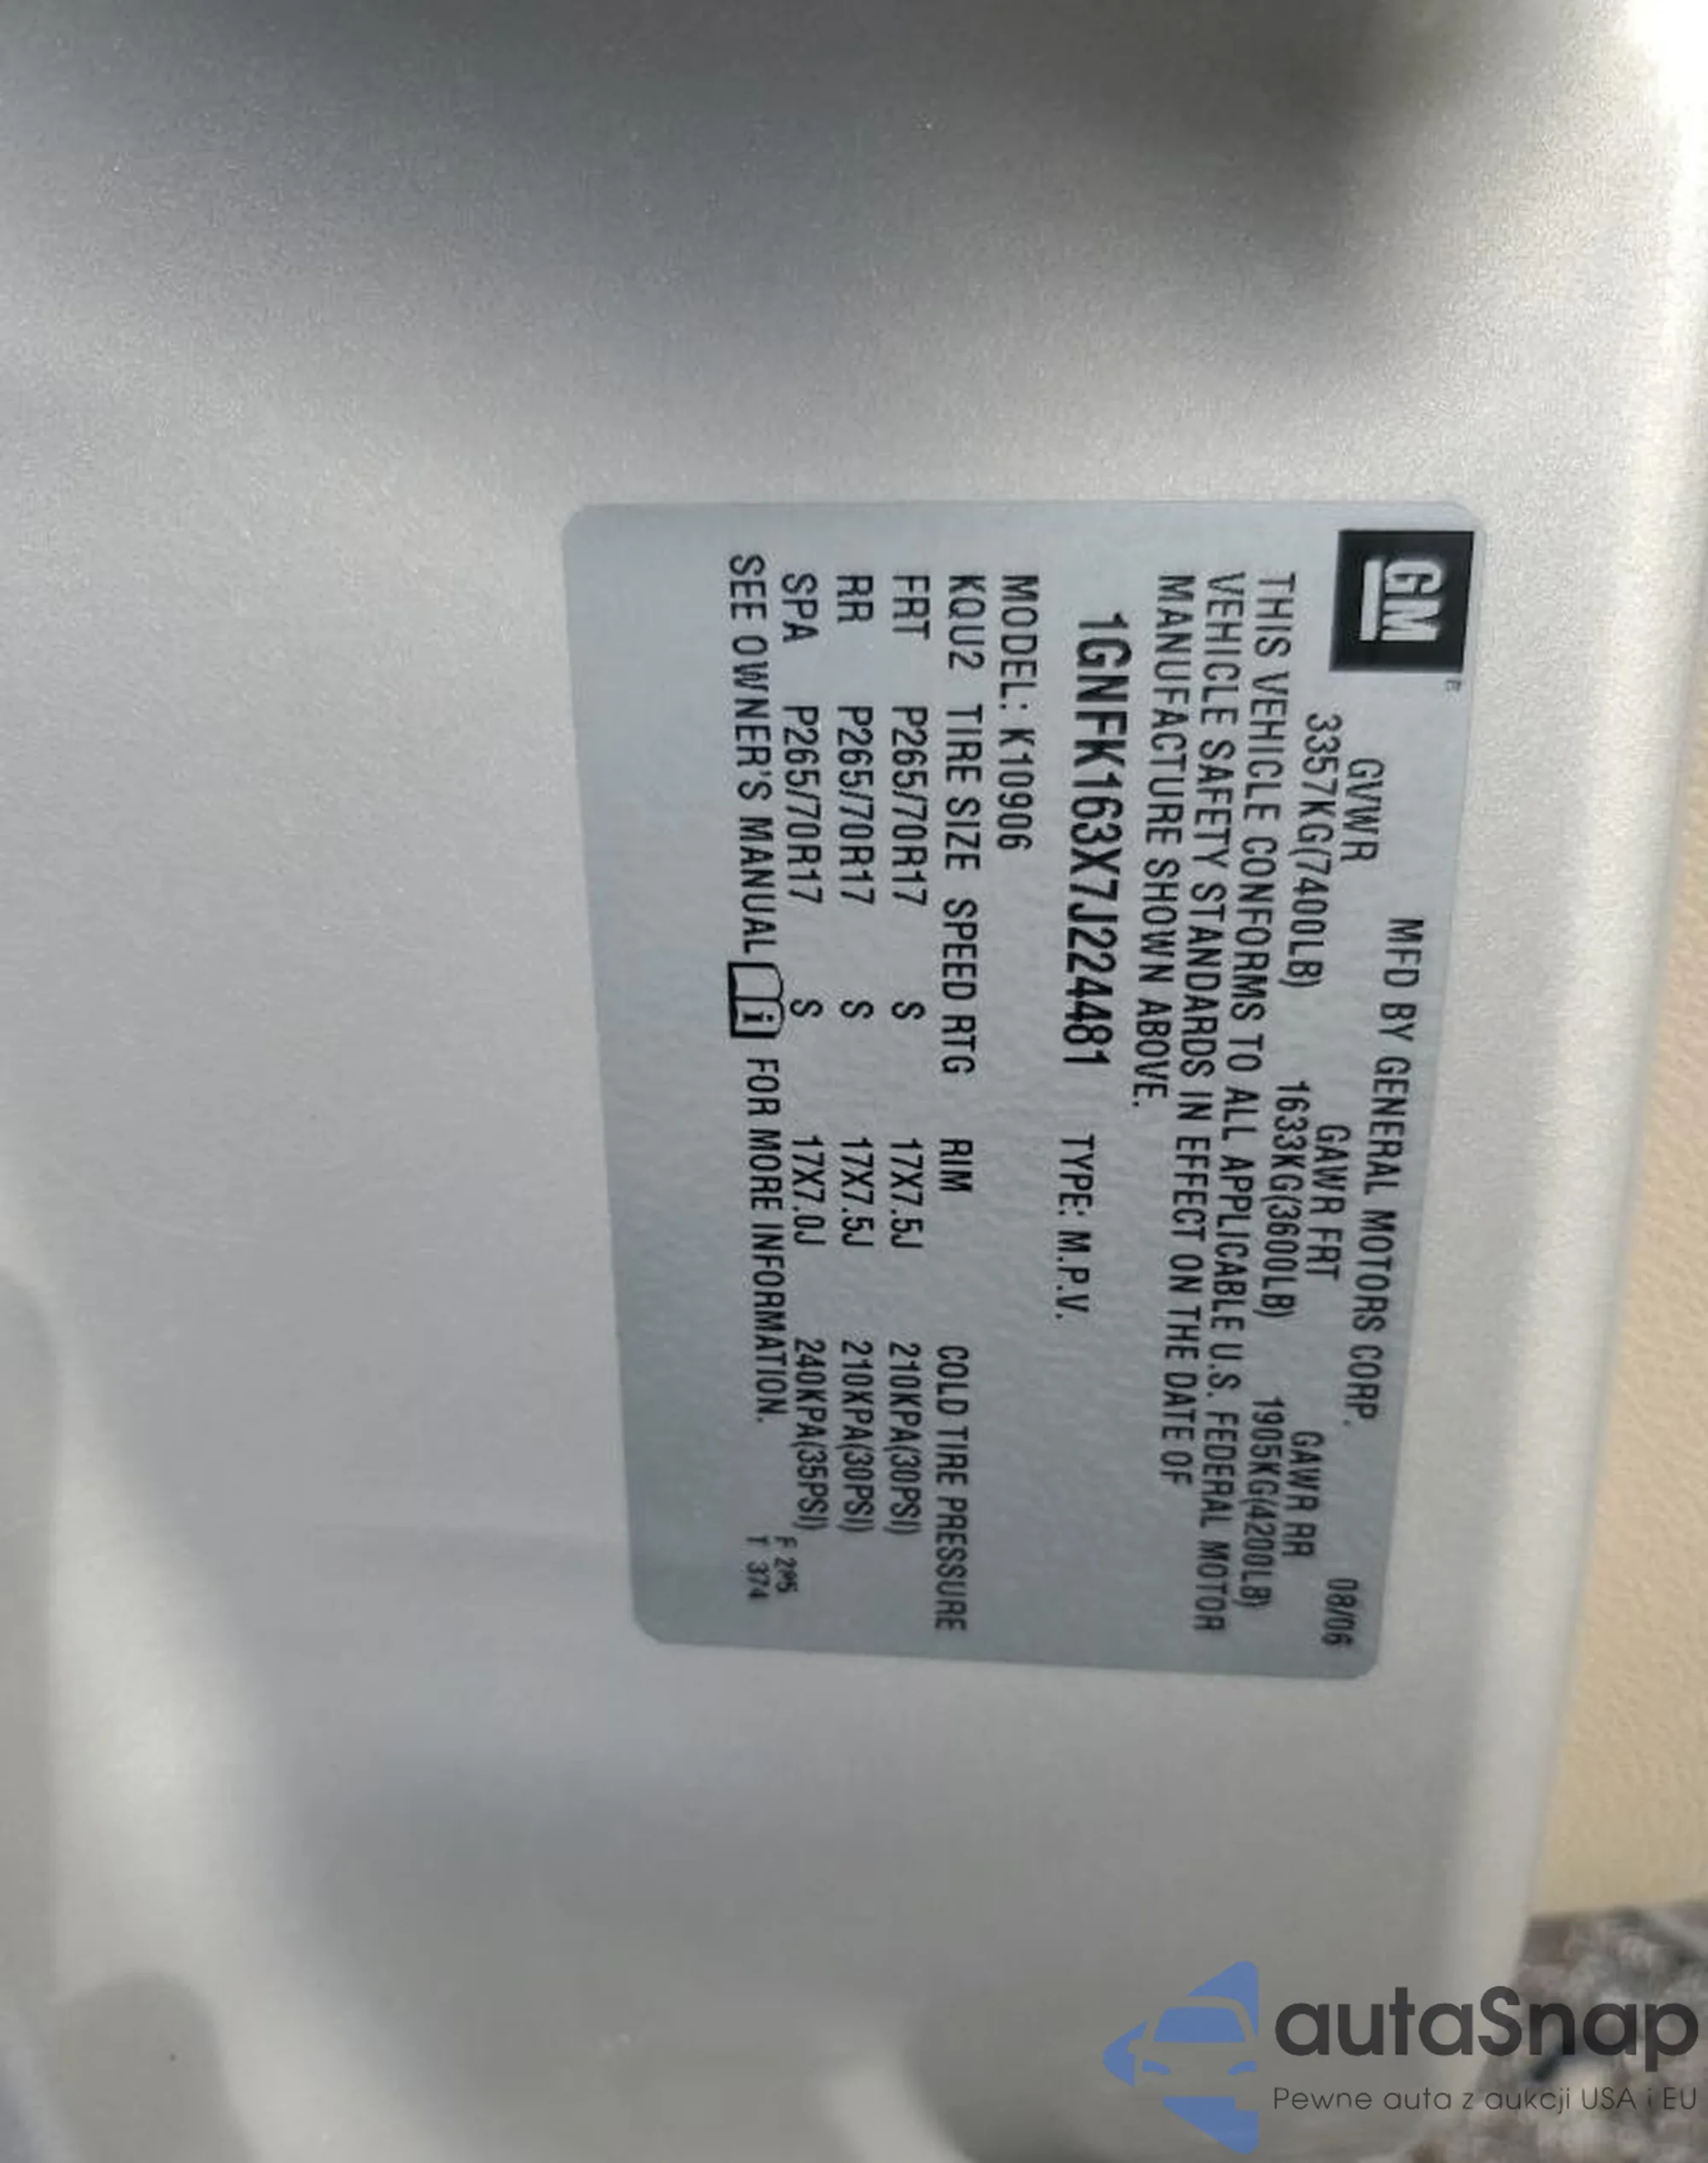 GM
MFD BY GENERAL MOTORS CORP. 08/06
GVWR GAWR FRT GAWR RR
3357KG(7400LB) 1633KG(3600LB) 1905KG(4200LB)
THIS VEHICLE CONFORMS TO ALL APPLICABLE U.S. FEDERAL MOTOR
VEHICLE SAFETY STANDARDS IN EFFECT ON THE DATE OF
MANUFACTURE SHOWN ABOVE.
1GNFK163X7J224481 TYPE: M.P.V.
MODEL: K10906
KQU2 TIRE SIZE SPEED RTG RIM COLD TIRE PRESSURE
FRT P265/70R17 S 17X7.5J 210KPA(30PSI)
RR P265/70R17 S 17X7.5J 210KPA(30PSI)
SPA P265/70R17 S 17X7.0J 240KPA(35PSI)
SEE OWNER'S MANUAL i FOR MORE INFORMATION.
F 295
T 374
autaSnap
Pewne auta z aukcji USA i EU